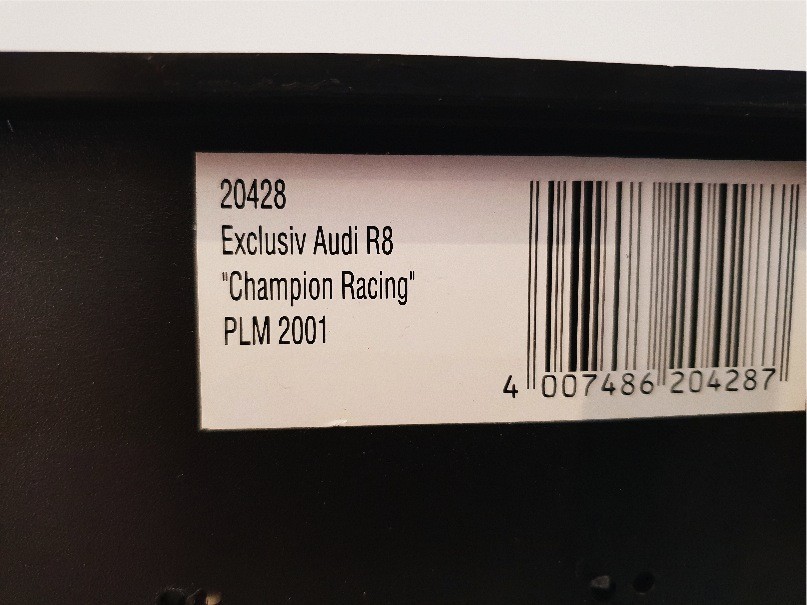 20428
Exclusiv Audi R8
"Champion Racing"
PLM 2001
4 007486 204287